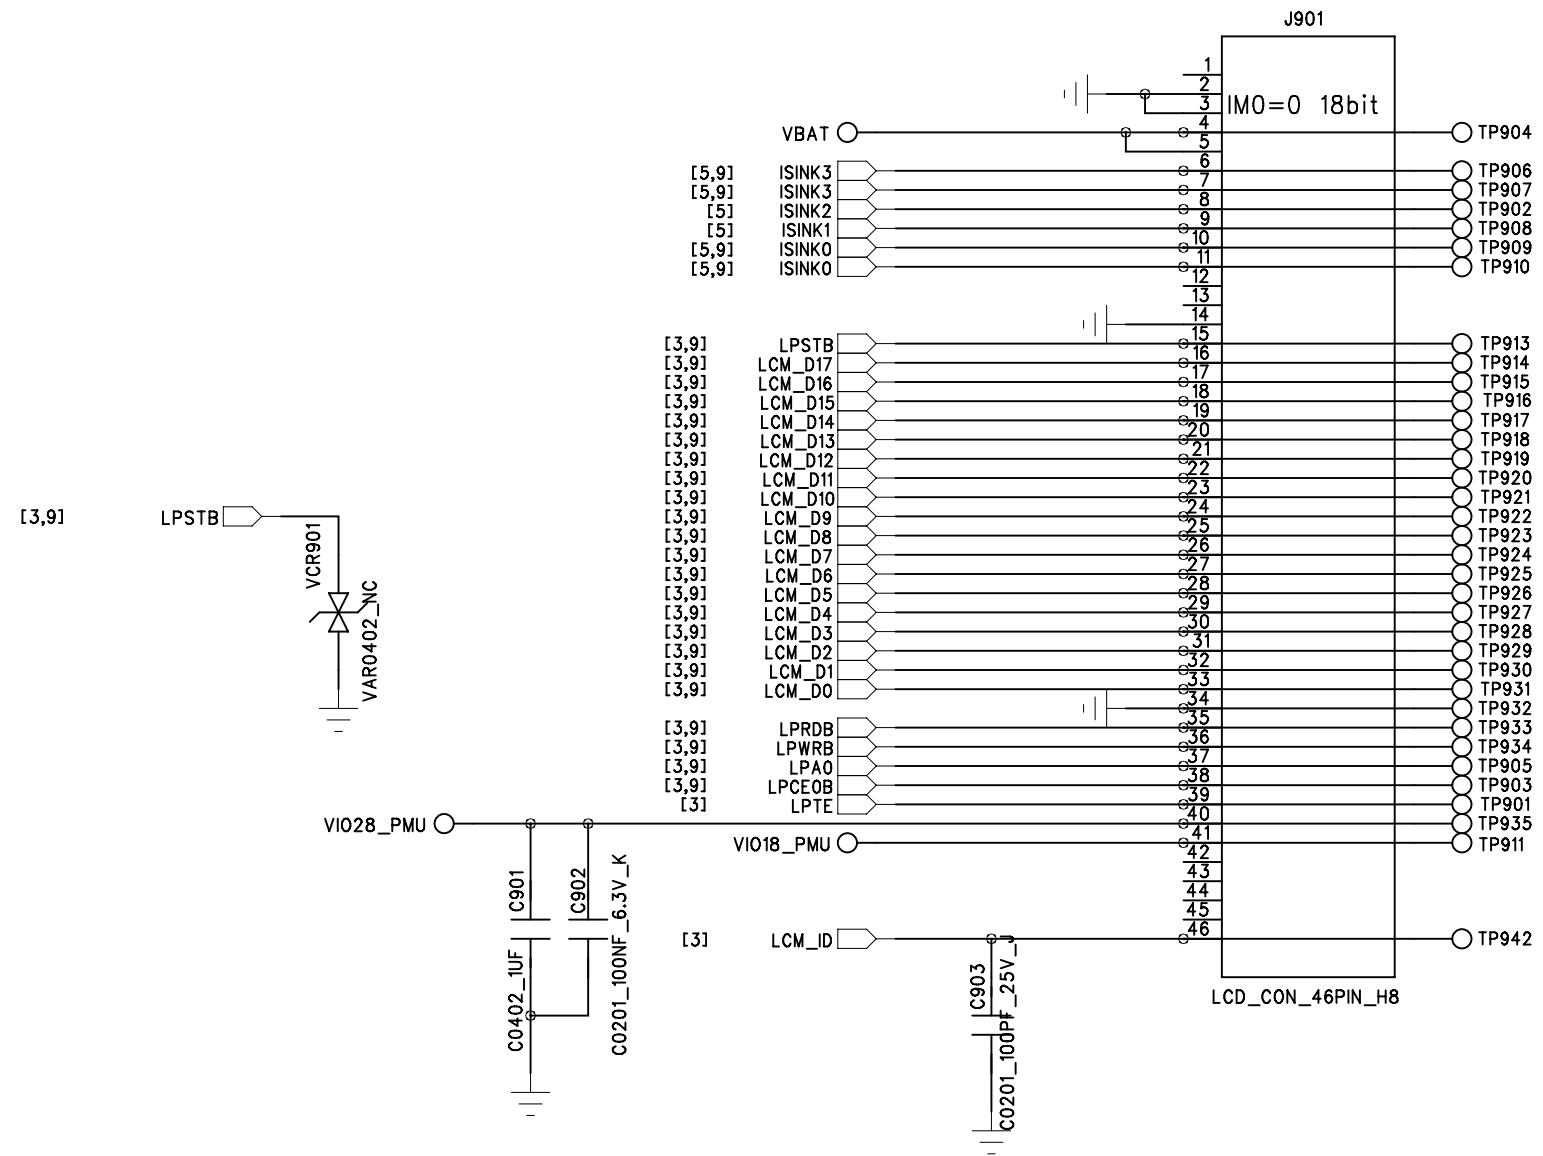 J901
1
2
3 IM0=0 18bit
VBAT 4 TP904
5
[5,9] ISINK3 6 TP906
[5,9] ISINK3 7 TP907
[5] ISINK2 8 TP902
[5] ISINK1 9 TP908
[5,9] ISINK0 10 TP909
[5,9] ISINK0 11 TP910
12
13
14
[3,9] LPSTB 15 TP913
[3,9] LCM_D17 16 TP914
[3,9] LCM_D16 17 TP915
[3,9] LCM_D15 18 TP916
[3,9] LCM_D14 19 TP917
[3,9] LCM_D13 20 TP918
[3,9] LCM_D12 21 TP919
[3,9] LCM_D11 22 TP920
[3,9] LCM_D10 23 TP921
[3,9] LCM_D9 24 TP922
[3,9] LCM_D8 25 TP923
[3,9] LCM_D7 26 TP924
[3,9] LCM_D6 27 TP925
[3,9] LCM_D5 28 TP926
[3,9] LCM_D4 29 TP927
[3,9] LCM_D3 30 TP928
[3,9] LCM_D2 31 TP929
[3,9] LCM_D1 32 TP930
[3,9] LCM_D0 33 TP931
34 TP932
[3,9] LPRDB 35 TP933
[3,9] LPWRB 36 TP934
[3,9] LPA0 37 TP905
[3,9] LPCE0B 38 TP903
[3] LPTE 39 TP901
VIO28_PMU 40 TP935
VIO18_PMU 41 TP911
42
43
44
45
[3] LCM_ID 46 TP942
LCD_CON_46PIN_H8
[3,9] LPSTB
VCR901
VAR0402_NC
C901
C0402_1UF
C902
C0201_100NF_6.3V_K
C903
C0201_100PF_25V_J